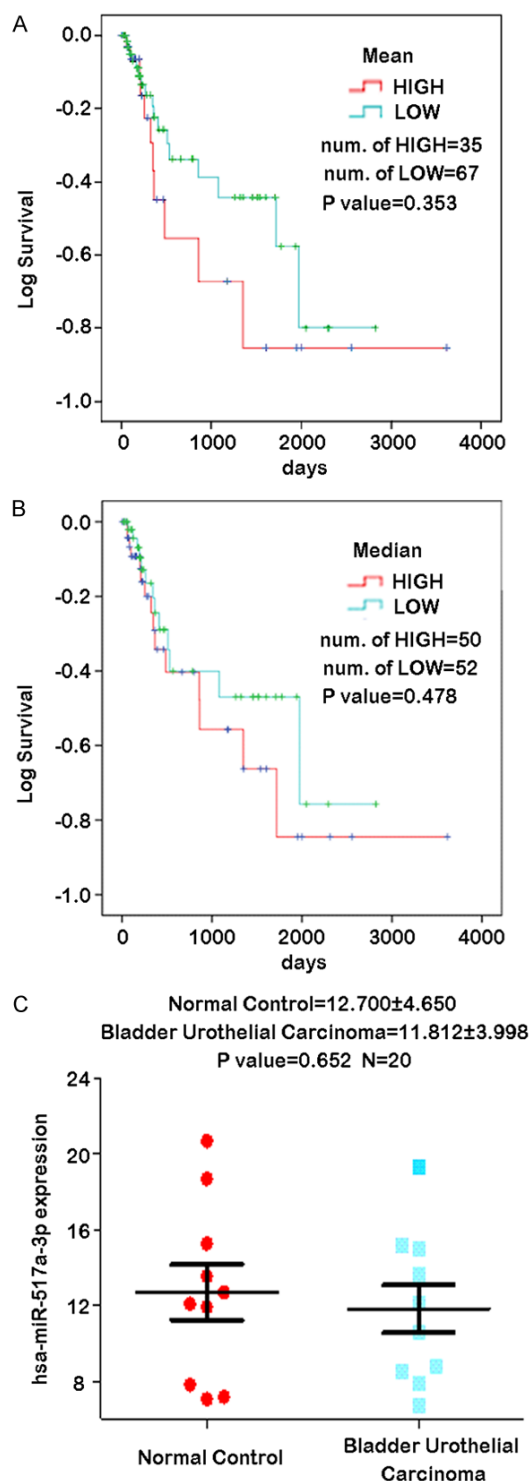 A
Mean
HIGH
LOW
num. of HIGH=35
num. of LOW=67
P value=0.353
Log Survival
0.0
-0.2
-0.4
-0.6
-0.8
-1.0
0 1000 2000 3000 4000
days
B
Median
HIGH
LOW
num. of HIGH=50
num. of LOW=52
P value=0.478
Log Survival
0.0
-0.2
-0.4
-0.6
-0.8
-1.0
0 1000 2000 3000 4000
days
C
Normal Control=12.700±4.650
Bladder Urothelial Carcinoma=11.812±3.998
P value=0.652 N=20
hsa-miR-517a-3p expression
24
20
16
12
8
Normal Control
Bladder Urothelial
Carcinoma